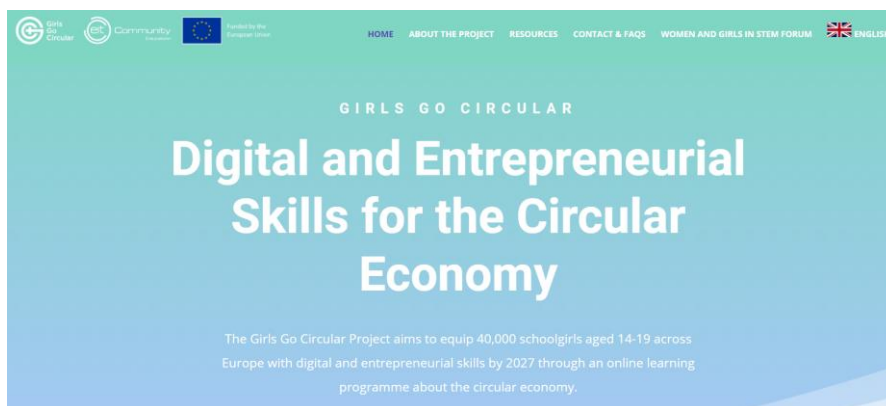 Girls
Go
Circular
eit Community
Funded by the
European Union
HOME ABOUT THE PROJECT RESOURCES CONTACT & FAQS WOMEN AND GIRLS IN STEM FORUM ENGLISH
GIRLS GO CIRCULAR
Digital and Entrepreneurial
Skills for the Circular
Economy
The Girls Go Circular Project aims to equip 40,000 schoolgirls aged 14-19 across
Europe with digital and entrepreneurial skills by 2027 through an online learning
programme about the circular economy.